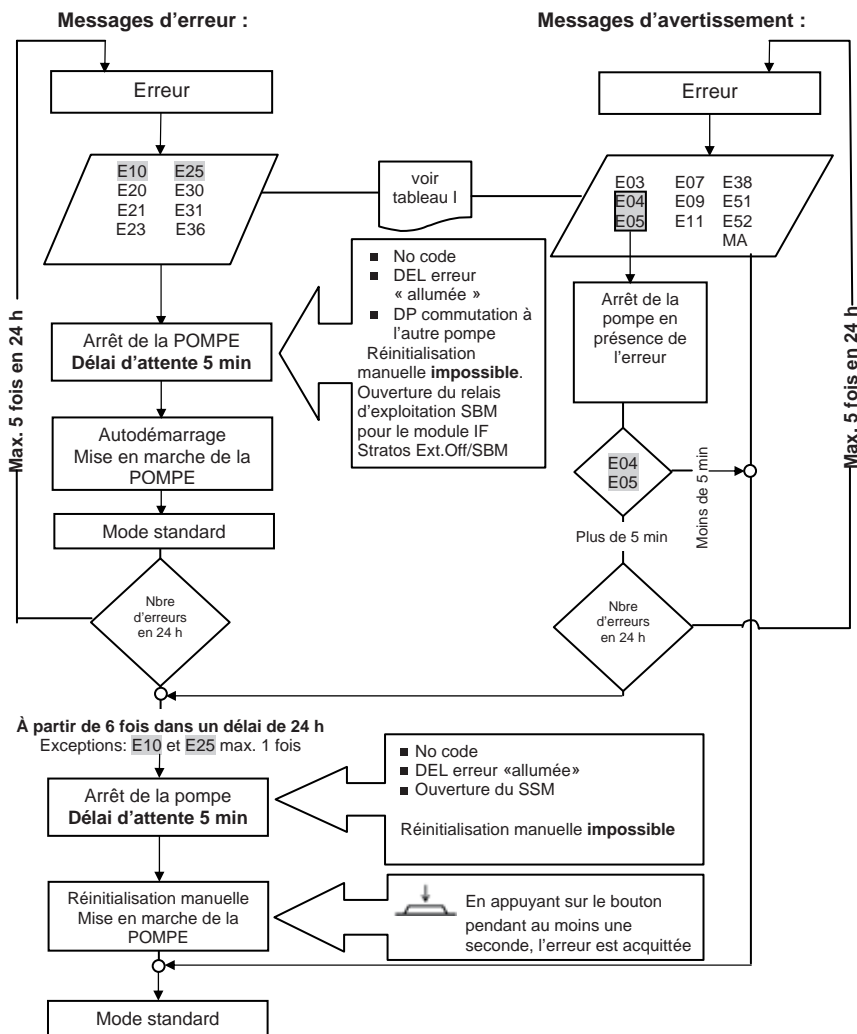 Messages d'erreur :
Messages d'avertissement :
Erreur
Erreur
E10 E25
E20 E30
E21 E31
E23 E36
voir
tableau I
E03 E07 E38
E04 E09 E51
E05 E11 E52
MA
Max. 5 fois en 24 h
Max. 5 fois en 24 h
■ No code
■ DEL erreur
« allumée »
■ DP commutation à
l'autre pompe
Réinitialisation
manuelle impossible.
Ouverture du relais
d'exploitation SBM
pour le module IF
Stratos Ext.Off/SBM
Arrêt de la POMPE
Délai d'attente 5 min
Arrêt de la
pompe en
présence de
l'erreur
Autodémarrage
Mise en marche de la
POMPE
E04
E05
Moins de 5 min
Plus de 5 min
Mode standard
Nbre
d'erreurs
en 24 h
Nbre
d'erreurs
en 24 h
À partir de 6 fois dans un délai de 24 h
Exceptions: E10 et E25 max. 1 fois
Arrêt de la pompe
Délai d'attente 5 min
■ No code
■ DEL erreur «allumée»
■ Ouverture du SSM
Réinitialisation manuelle impossible
Réinitialisation manuelle
Mise en marche de la
POMPE
En appuyant sur le bouton
pendant au moins une
seconde, l'erreur est acquittée
Mode standard